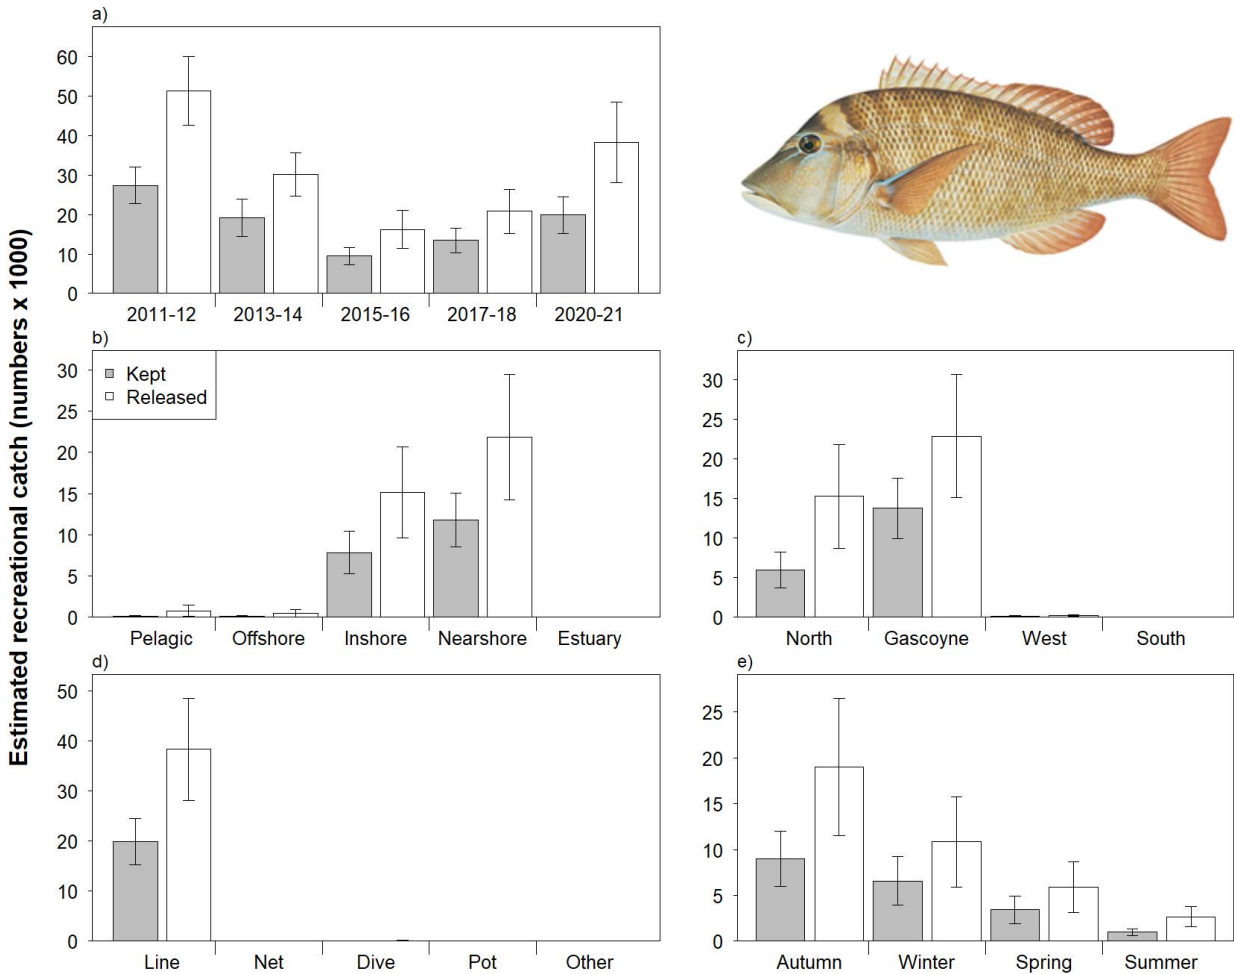 Estimated recreational catch (numbers x 1000)
a)
60
50
40
30
20
10
0
2011-12 2013-14 2015-16 2017-18 2020-21
b)
30
25
20
15
10
5
0
Kept
Released
Pelagic Offshore Inshore Nearshore Estuary
c)
30
25
20
15
10
5
0
North Gascoyne West South
d)
50
40
30
20
10
0
Line Net Dive Pot Other
e)
25
20
15
10
5
0
Autumn Winter Spring Summer